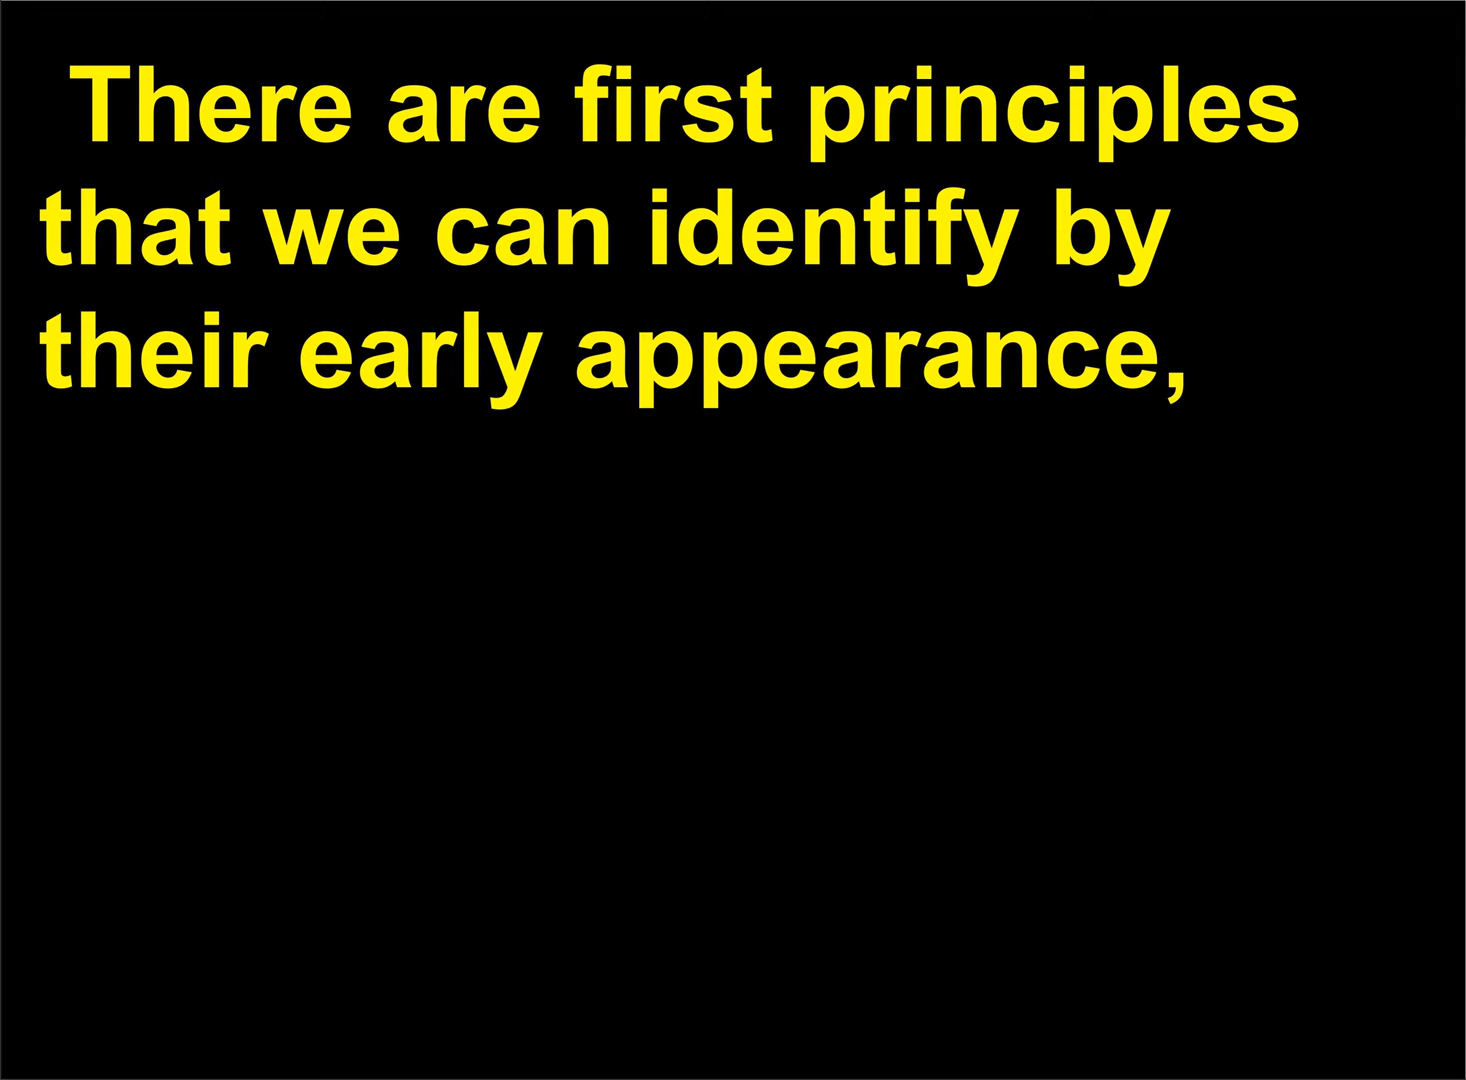 There are first principles
that we can identify by
their early appearance,